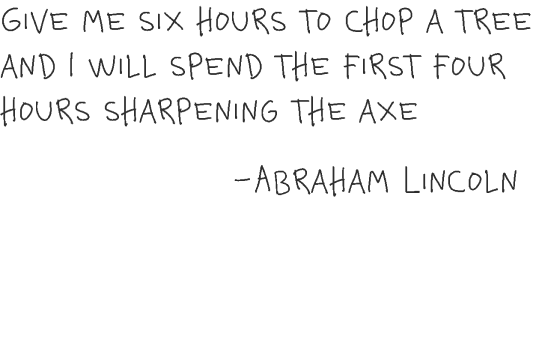 GIVE ME SIX HOURS TO CHOP A TREE
AND I WILL SPEND THE FIRST FOUR
HOURS SHARPENING THE AXE
-ABRAHAM LINCOLN